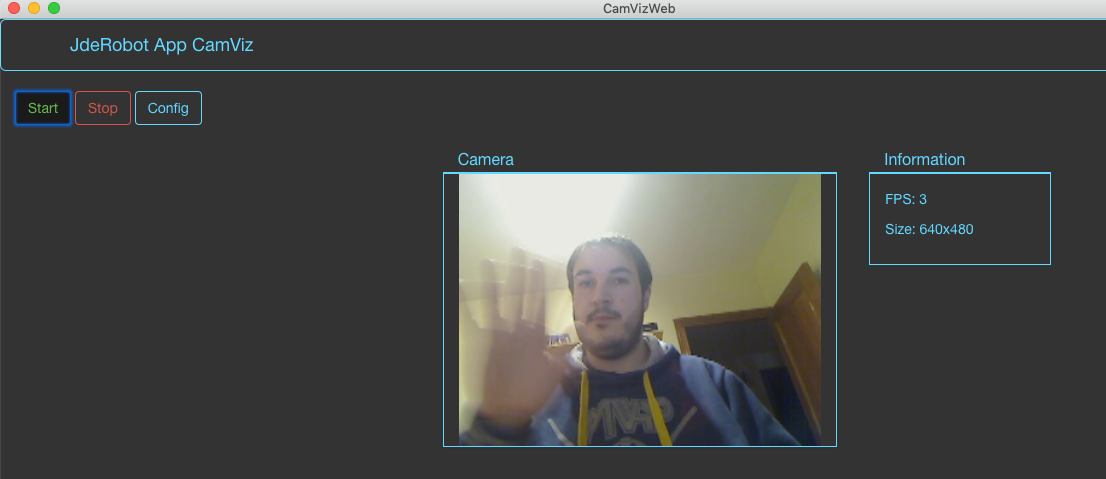 CamVizWeb
JdeRobot App CamViz
Start
Stop
Config
Camera
Information
FPS: 3
Size: 640x480